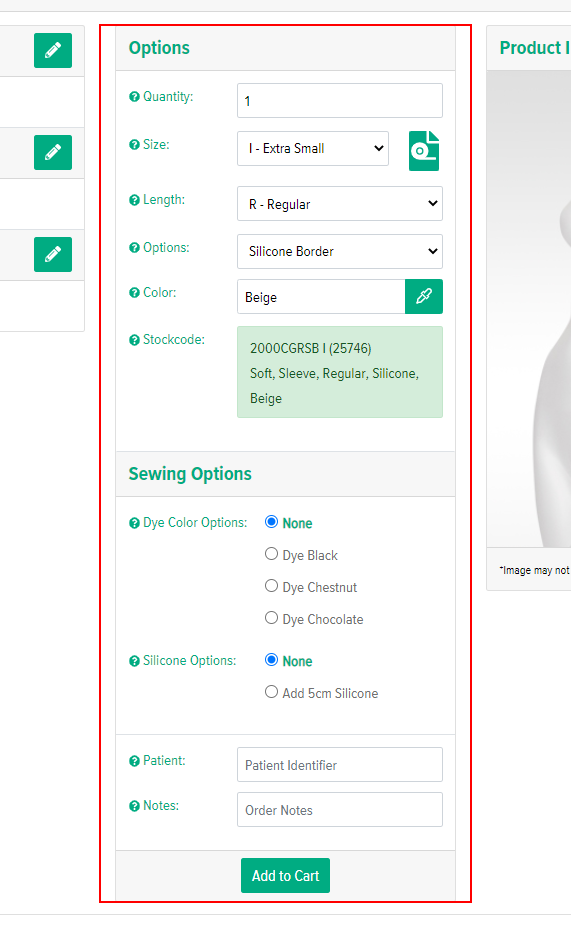 Options
Quantity:
1
Size:
I - Extra Small
Length:
R - Regular
Options:
Silicone Border
Color:
Beige
Stockcode:
2000CGRSB I (25746)
Soft, Sleeve, Regular, Silicone,
Beige
Sewing Options
Dye Color Options:
None
Dye Black
Dye Chestnut
Dye Chocolate
Silicone Options:
None
Add 5cm Silicone
Patient:
Patient Identifier
Notes:
Order Notes
Add to Cart
Product I
*Image may not